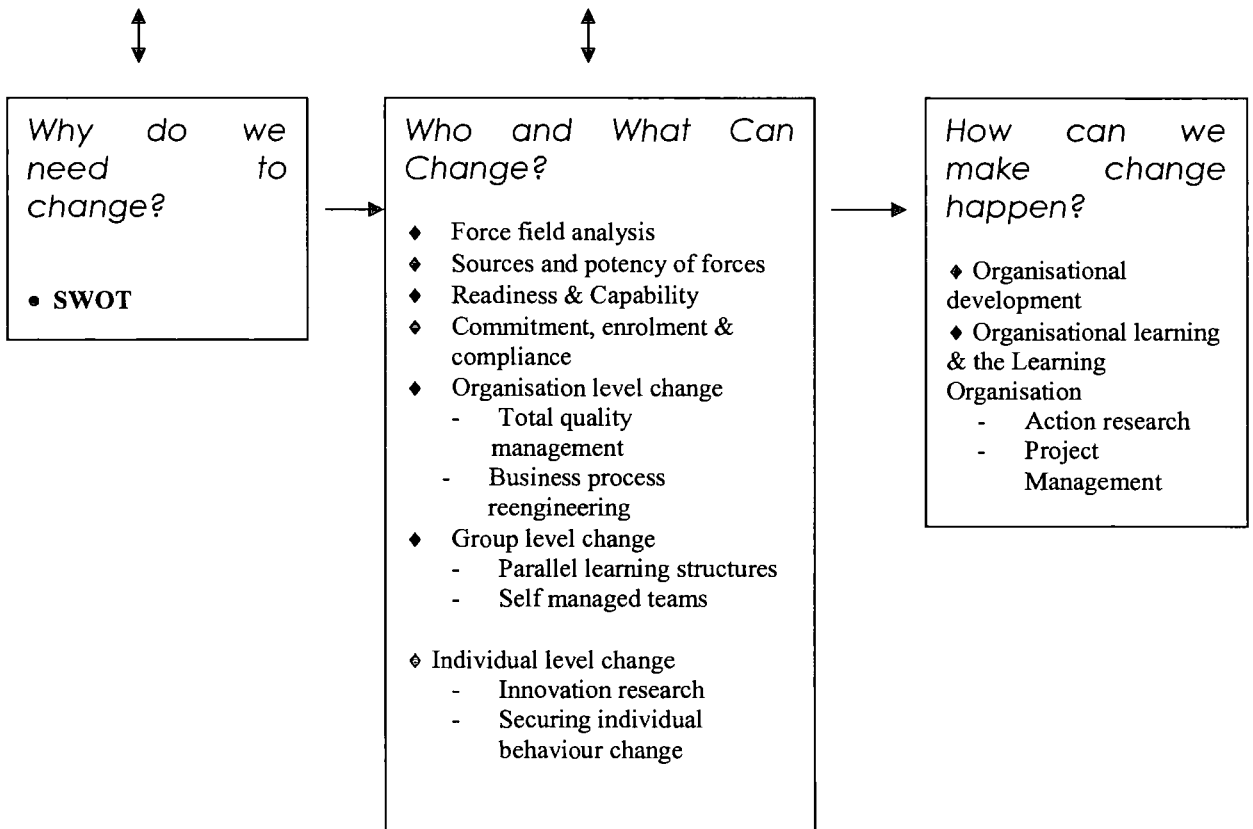 Why do we
need to
change?
• SWOT
Who and What Can
Change?
♦ Force field analysis
♦ Sources and potency of forces
♦ Readiness & Capability
♦ Commitment, enrolment &
compliance
♦ Organisation level change
- Total quality
management
- Business process
reengineering
♦ Group level change
- Parallel learning structures
- Self managed teams
♦ Individual level change
- Innovation research
- Securing individual
behaviour change
How can we
make change
happen?
♦ Organisational
development
♦ Organisational learning
& the Learning
Organisation
- Action research
- Project
Management